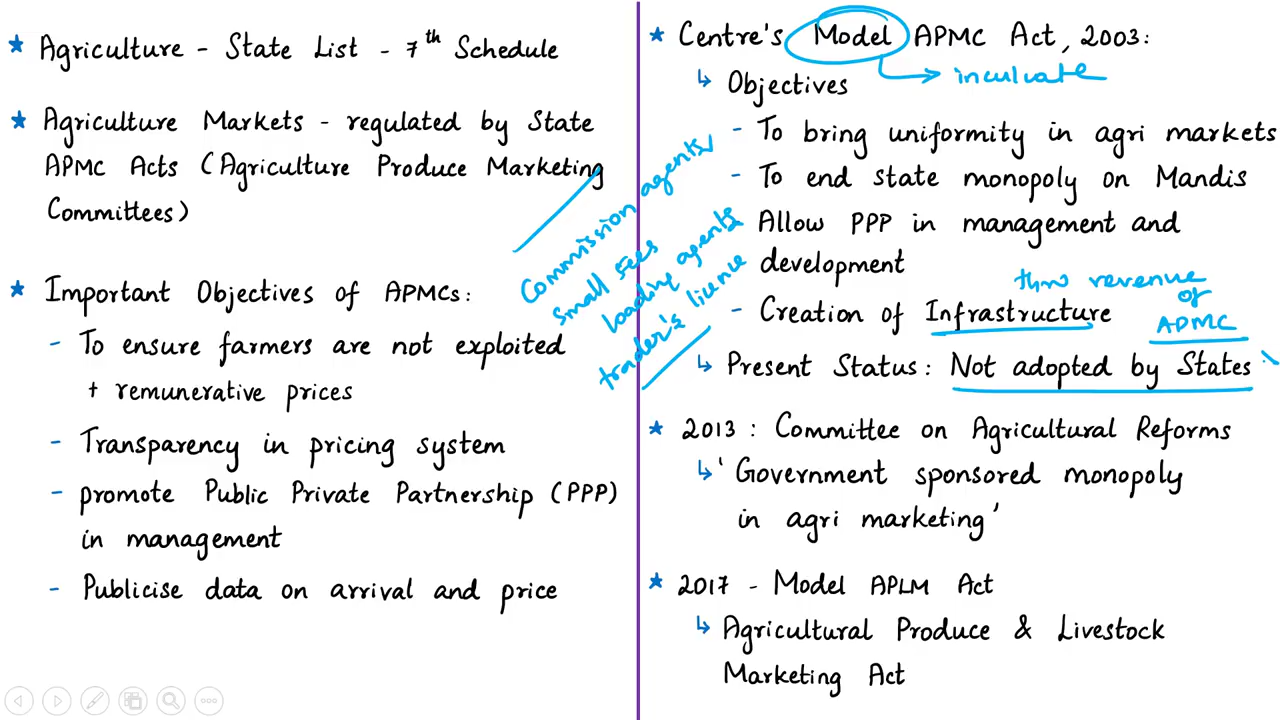 Agriculture - State List - 7th Schedule
Agriculture Markets - regulated by State
APMC Acts (Agriculture Produce Marketing
Committees)
Important Objectives of APMCs:
- To ensure farmers are not exploited
+ remunerative prices
- Transparency in pricing system
- promote Public Private Partnership (PPP)
in management
- Publicise data on arrival and price
Commission agents
small fees
loading agents
trader's licence
Centre's Model APMC Act, 2003:
inculcate
Objectives
- To bring uniformity in agri markets
- To end state monopoly on Mandis
Allow PPP in management and
development
thro revenue
of
APMC
- Creation of Infrastructure
Present Status: Not adopted by States
2013: Committee on Agricultural Reforms
'Government sponsored monopoly
in agri marketing'
2017 - Model APLM Act
Agricultural Produce & Livestock
Marketing Act